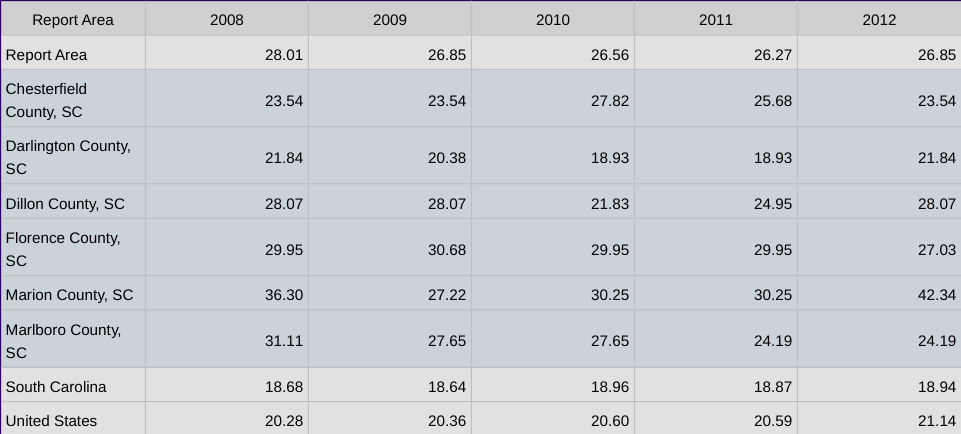 Report Area 2008 2009 2010 2011 2012
Report Area 28.01 26.85 26.56 26.27 26.85
Chesterfield
County, SC 23.54 23.54 27.82 25.68 23.54
Darlington County,
SC 21.84 20.38 18.93 18.93 21.84
Dillon County, SC 28.07 28.07 21.83 24.95 28.07
Florence County,
SC 29.95 30.68 29.95 29.95 27.03
Marion County, SC 36.30 27.22 30.25 30.25 42.34
Marlboro County,
SC 31.11 27.65 27.65 24.19 24.19
South Carolina 18.68 18.64 18.96 18.87 18.94
United States 20.28 20.36 20.60 20.59 21.14